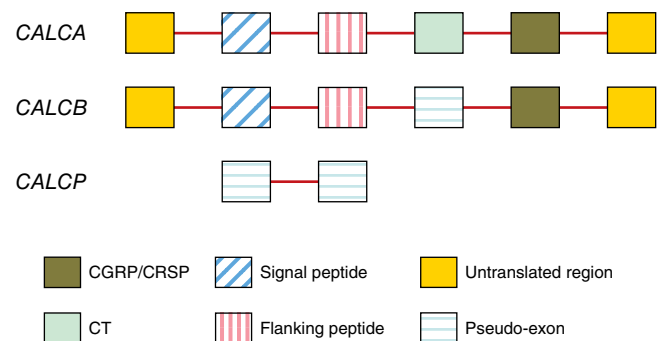 CALCA
CALCB
CALCP
CGRP/CRSP
Signal peptide
Untranslated region
CT
Flanking peptide
Pseudo-exon